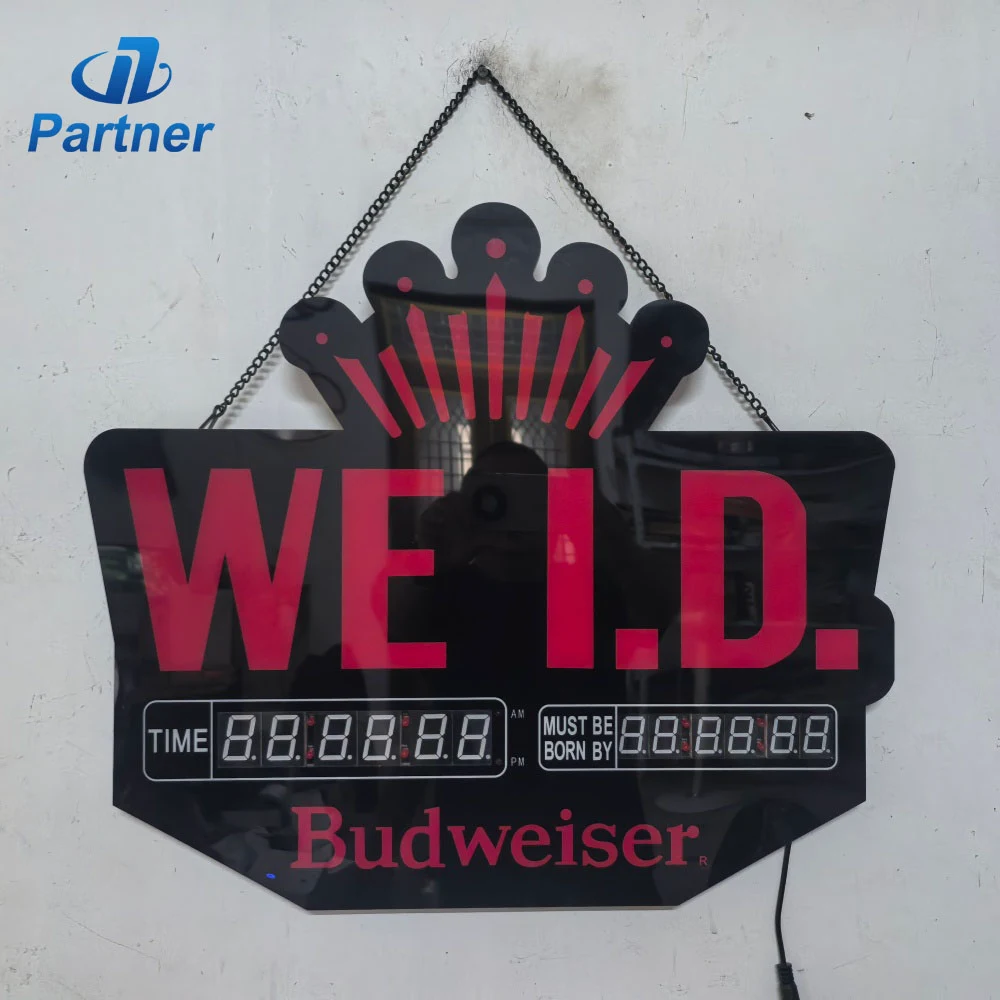 Partner
WE I.D.
TIME
88:88:88
AM
PM
MUST BE
BORN BY
88:88:88
Budweiser
R